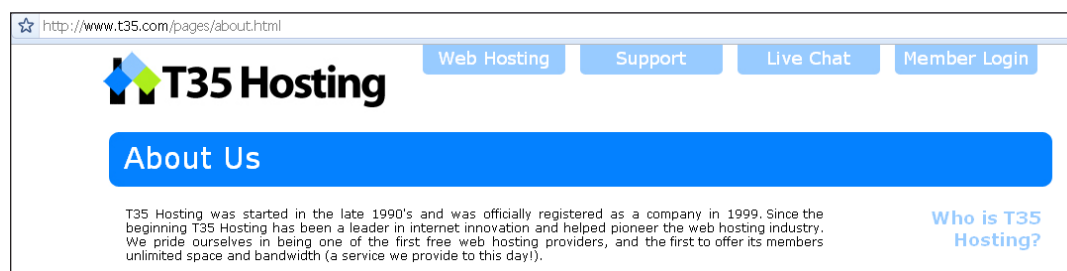 http://www.t35.com/pages/about.html
Web Hosting
Support
Live Chat
Member Login
T35 Hosting
About Us
T35 Hosting was started in the late 1990's and was officially registered as a company in 1999. Since the
beginning T35 Hosting has been a leader in internet innovation and helped pioneer the web hosting industry.
We pride ourselves in being one of the first free web hosting providers, and the first to offer its members
unlimited space and bandwidth (a service we provide to this day!).
Who is T35
Hosting?